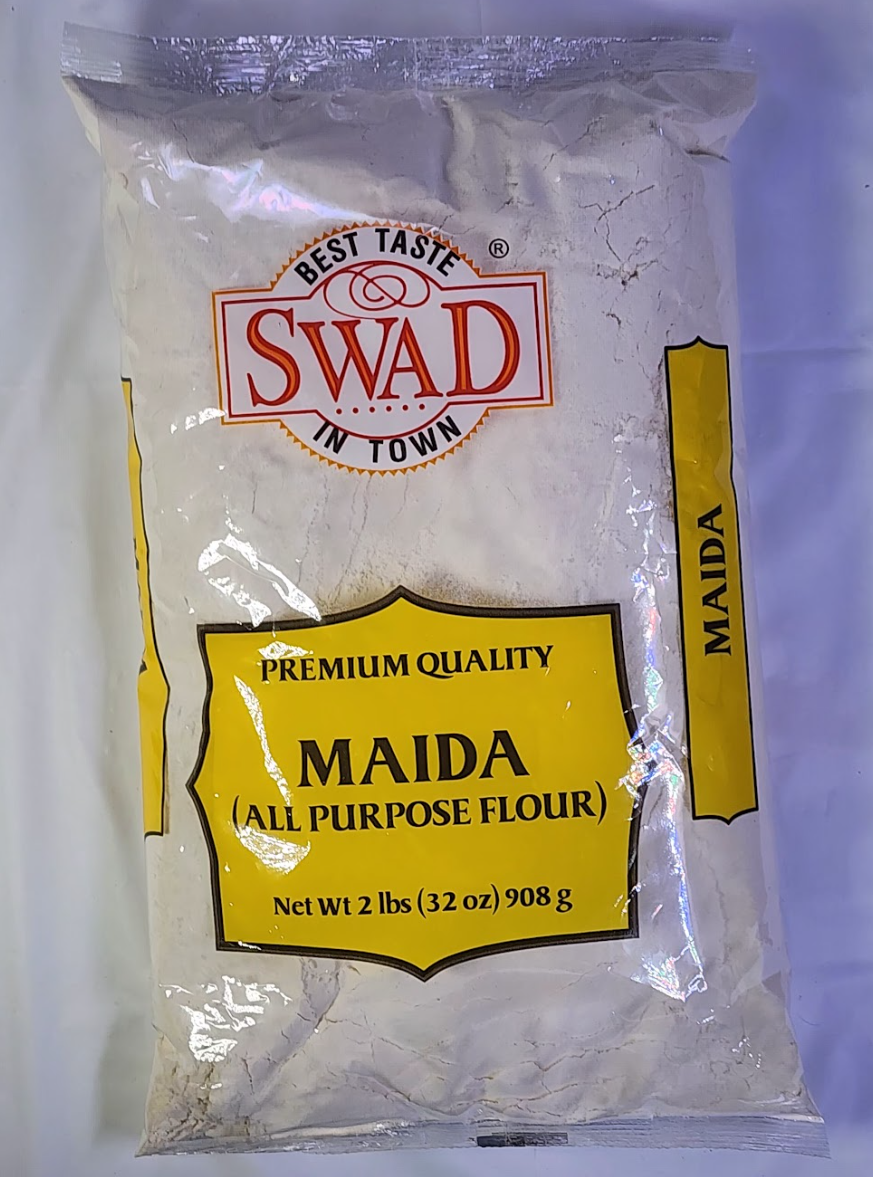 BEST TASTE
®
SWAD
IN TOWN
MAIDA
PREMIUM QUALITY
MAIDA
(ALL PURPOSE FLOUR)
Net Wt 2 lbs (32 oz) 908 g